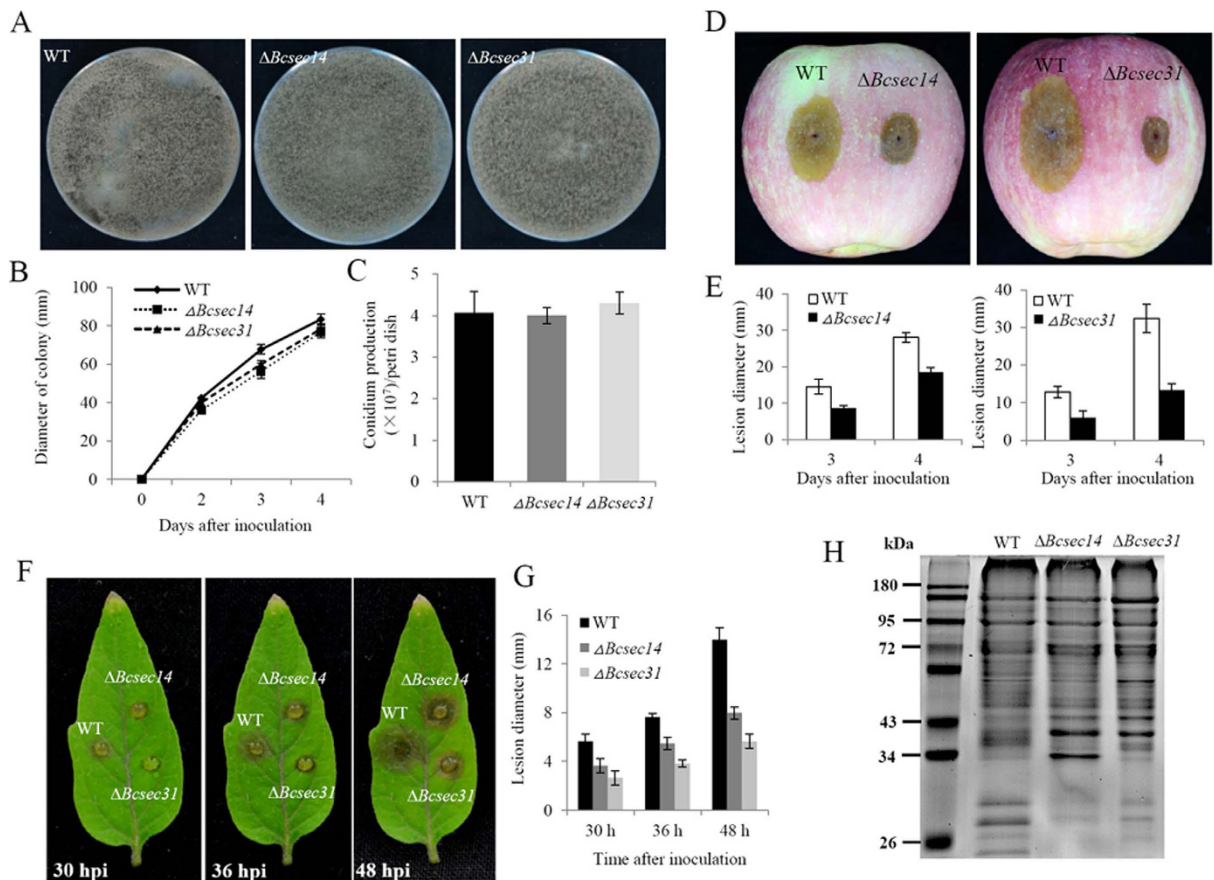 A
WT
ΔBcsec14
ΔBcsec31
B
Diameter of colony (mm)
100
80
60
40
20
0
WT
ΔBcsec14
ΔBcsec31
0
2
3
4
Days after inoculation
C
Conidium production
(×10⁷)/petri dish
5
4
3
2
1
0
WT
ΔBcsec14
ΔBcsec31
D
WT
ΔBcsec14
WT
ΔBcsec31
E
Lesion diameter (mm)
40
30
20
10
0
WT
ΔBcsec14
3
4
Days after inoculation
Lesion diameter (mm)
40
30
20
10
0
WT
ΔBcsec31
3
4
Days after inoculation
F
ΔBcsec14
WT
ΔBcsec31
30 hpi
ΔBcsec14
WT
ΔBcsec31
36 hpi
ΔBcsec14
WT
ΔBcsec31
48 hpi
G
Lesion diameter (mm)
16
12
8
4
0
WT
ΔBcsec14
ΔBcsec31
30 h
36 h
48 h
Time after inoculation
H
kDa
WT
ΔBcsec14
ΔBcsec31
180
95
72
43
34
26